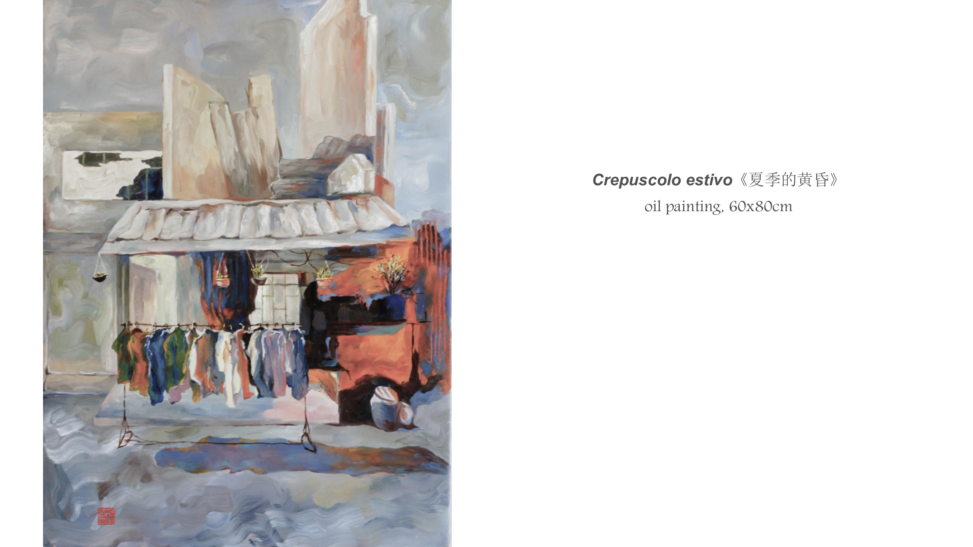 Crepuscolo estivo《夏季的黄昏》
oil painting, 60x80cm